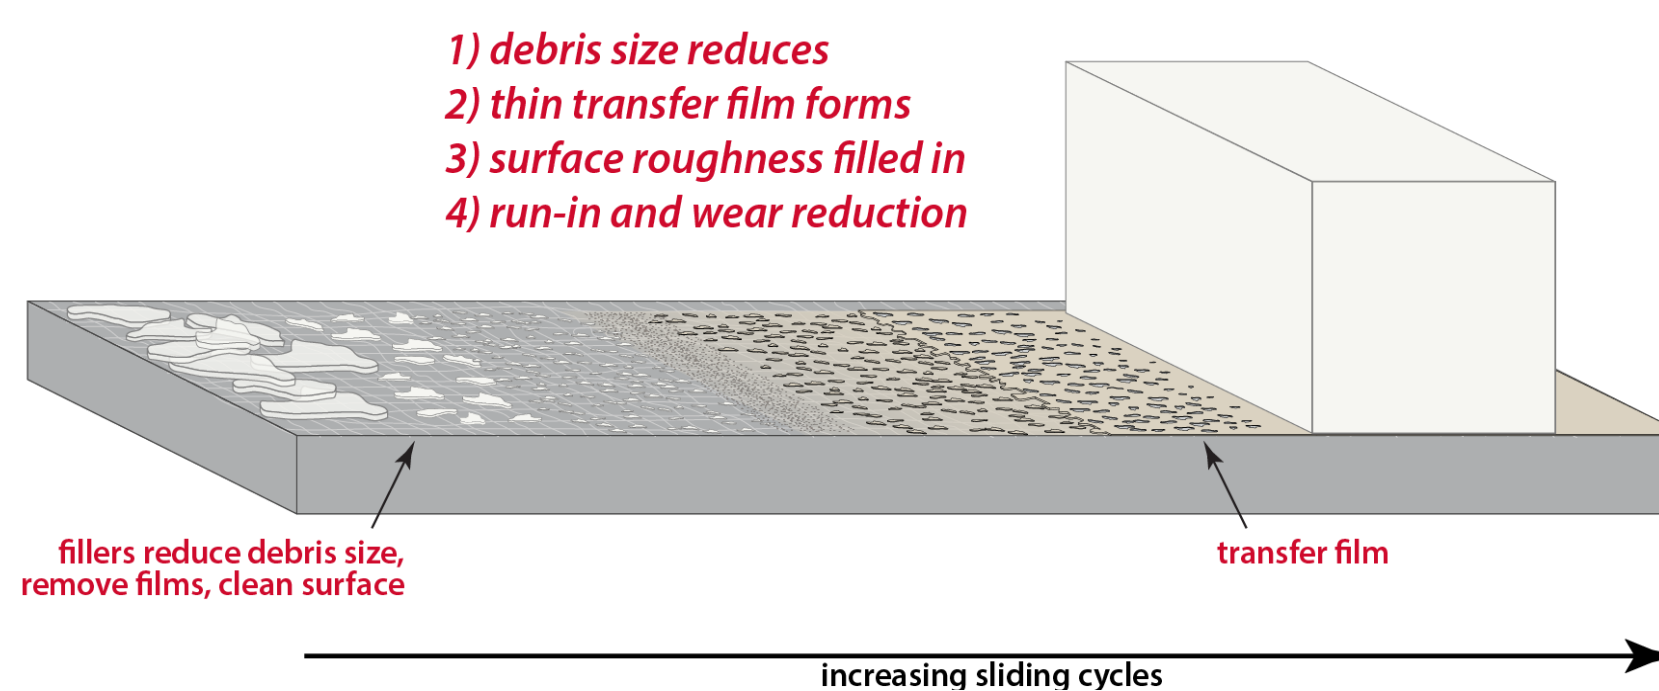 1) debris size reduces
2) thin transfer film forms
3) surface roughness filled in
4) run-in and wear reduction
fillers reduce debris size,
remove films, clean surface
transfer film
increasing sliding cycles